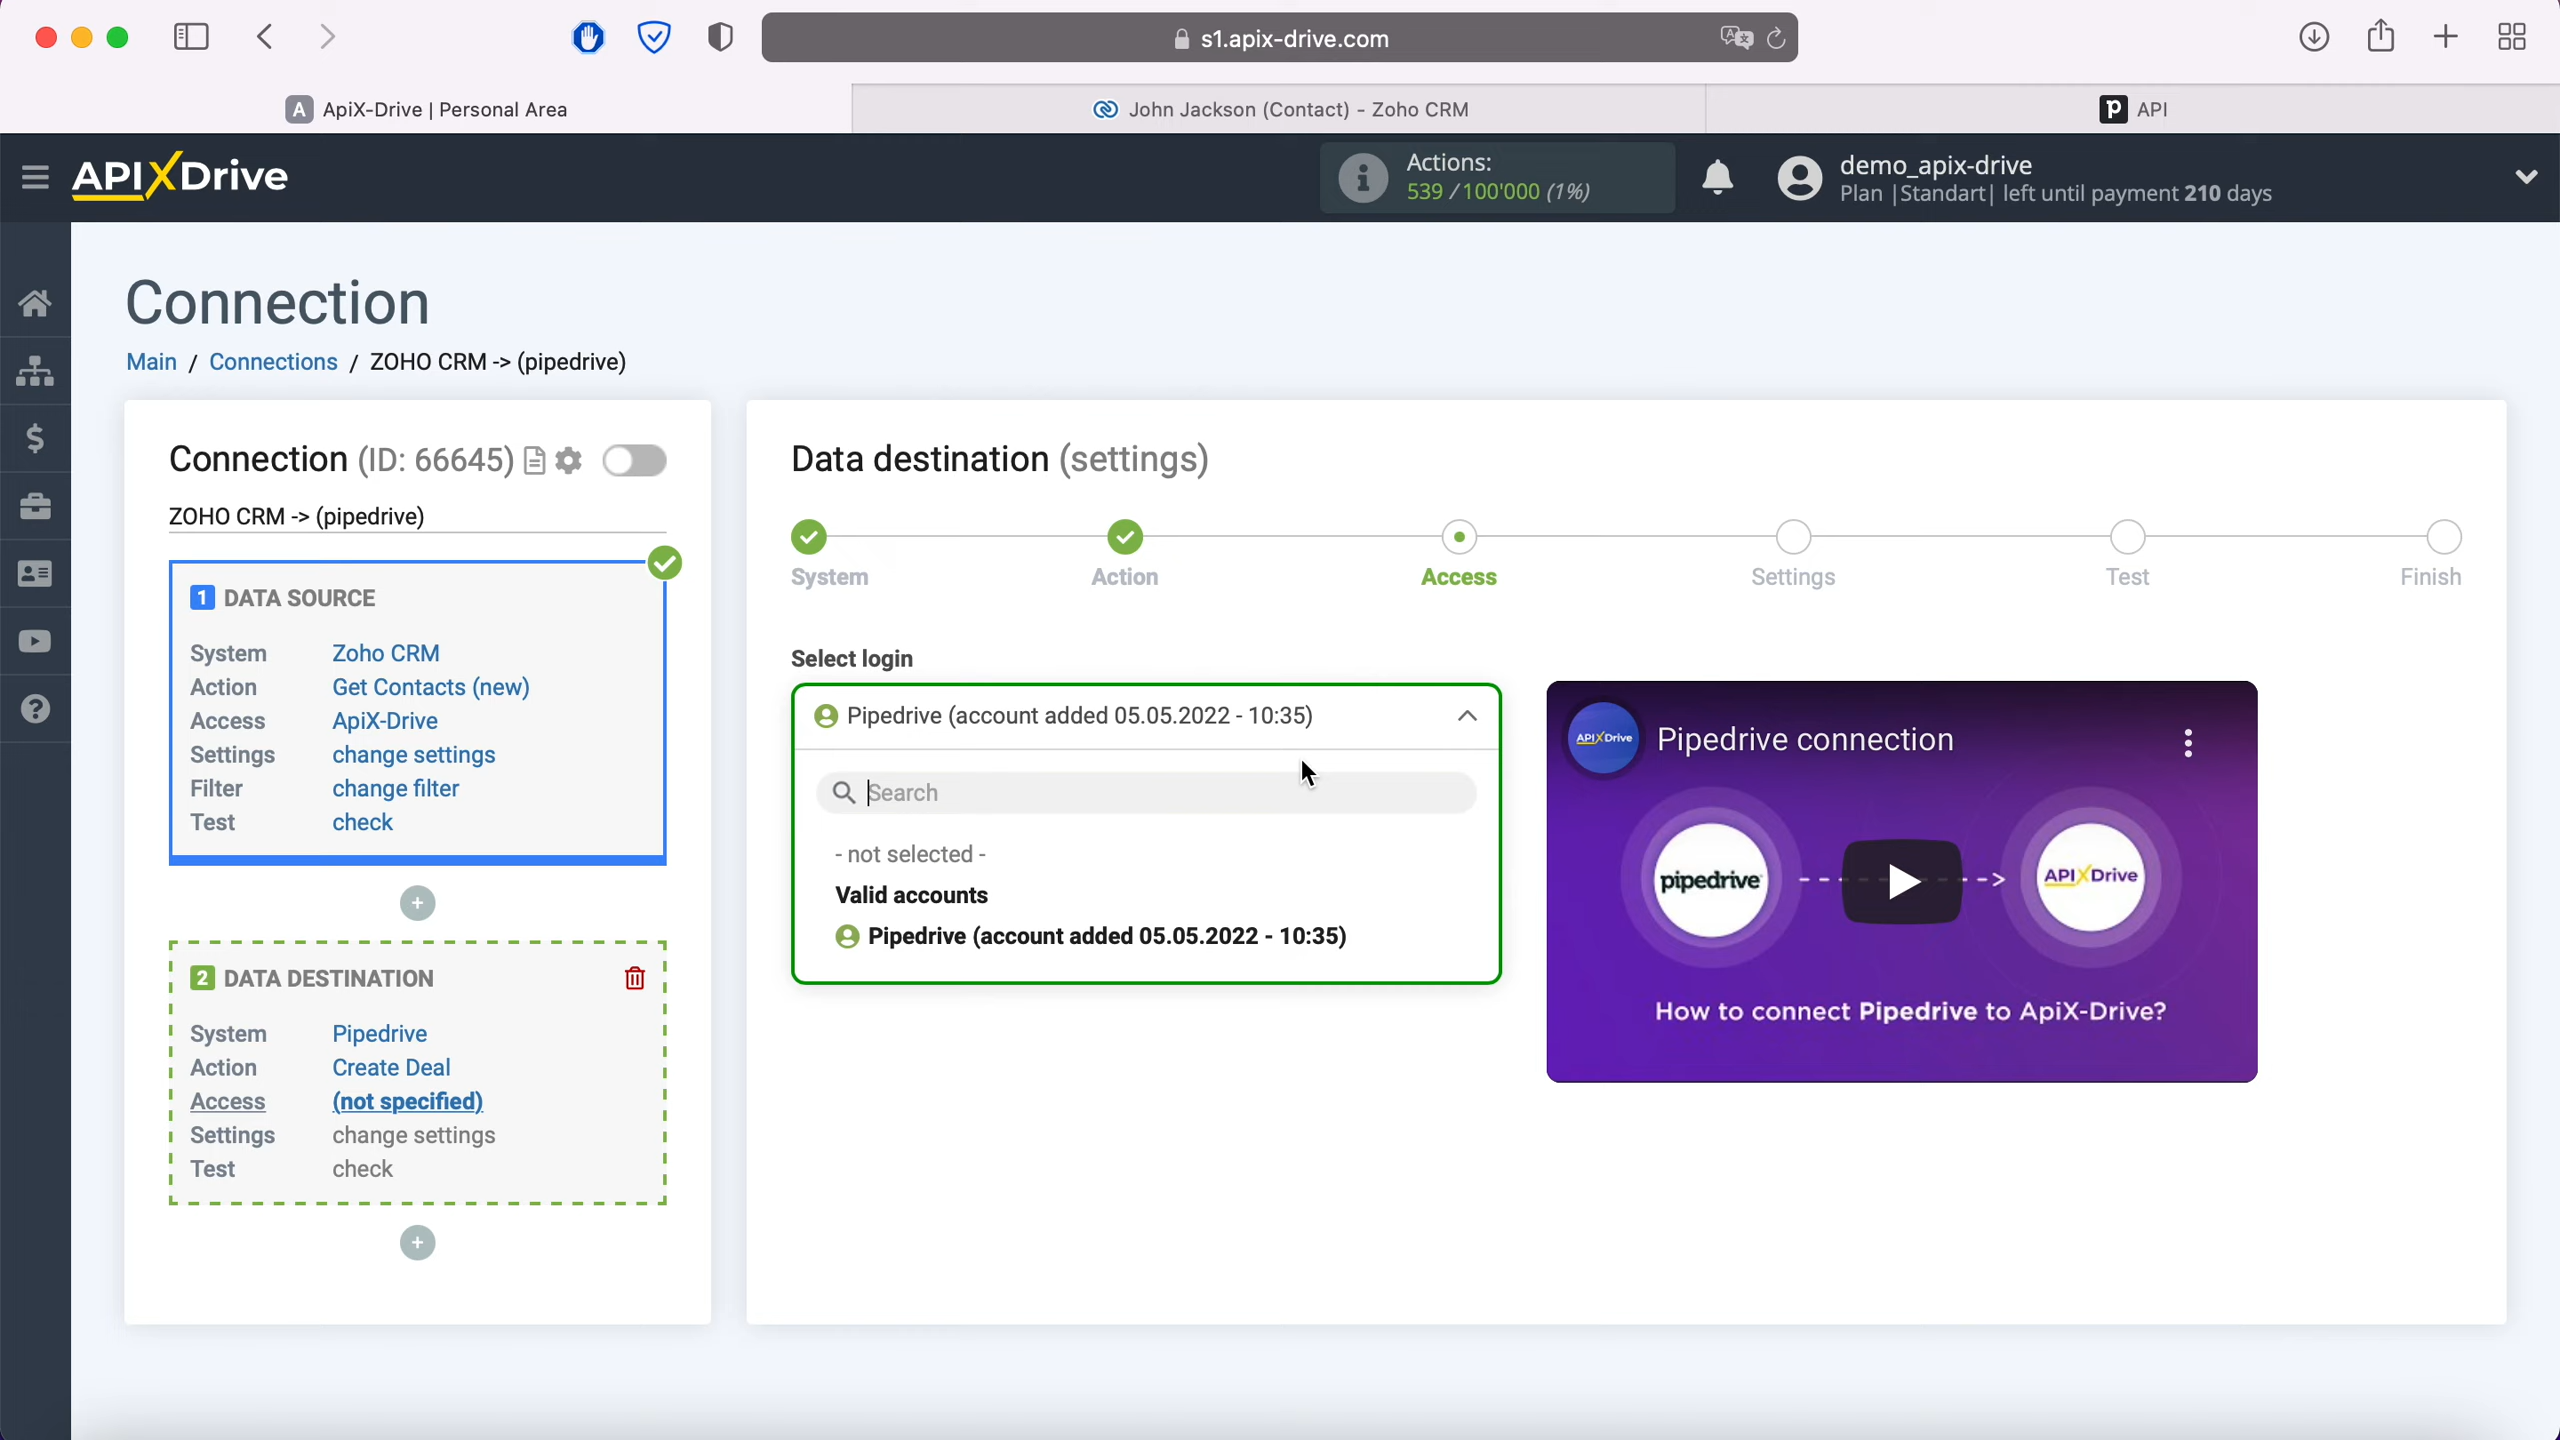 s1.apix-drive.com
A ApiX-Drive | Personal Area
John Jackson (Contact) - Zoho CRM
p API
APIXDrive
Actions:
539 / 100'000 (1%)
demo_apix-drive
Plan |Standart| left until payment 210 days
Connection
Main / Connections / ZOHO CRM -> (pipedrive)
Connection (ID: 66645)
ZOHO CRM -> (pipedrive)
1 DATA SOURCE
System Zoho CRM
Action Get Contacts (new)
Access ApiX-Drive
Settings change settings
Filter change filter
Test check
2 DATA DESTINATION
System Pipedrive
Action Create Deal
Access (not specified)
Settings change settings
Test check
Data destination (settings)
System Action Access Settings Test Finish
Select login
Pipedrive (account added 05.05.2022 - 10:35)
Search
- not selected -
Valid accounts
Pipedrive (account added 05.05.2022 - 10:35)
APIXDrive Pipedrive connection
pipedrive APIXDrive
How to connect Pipedrive to ApiX-Drive?